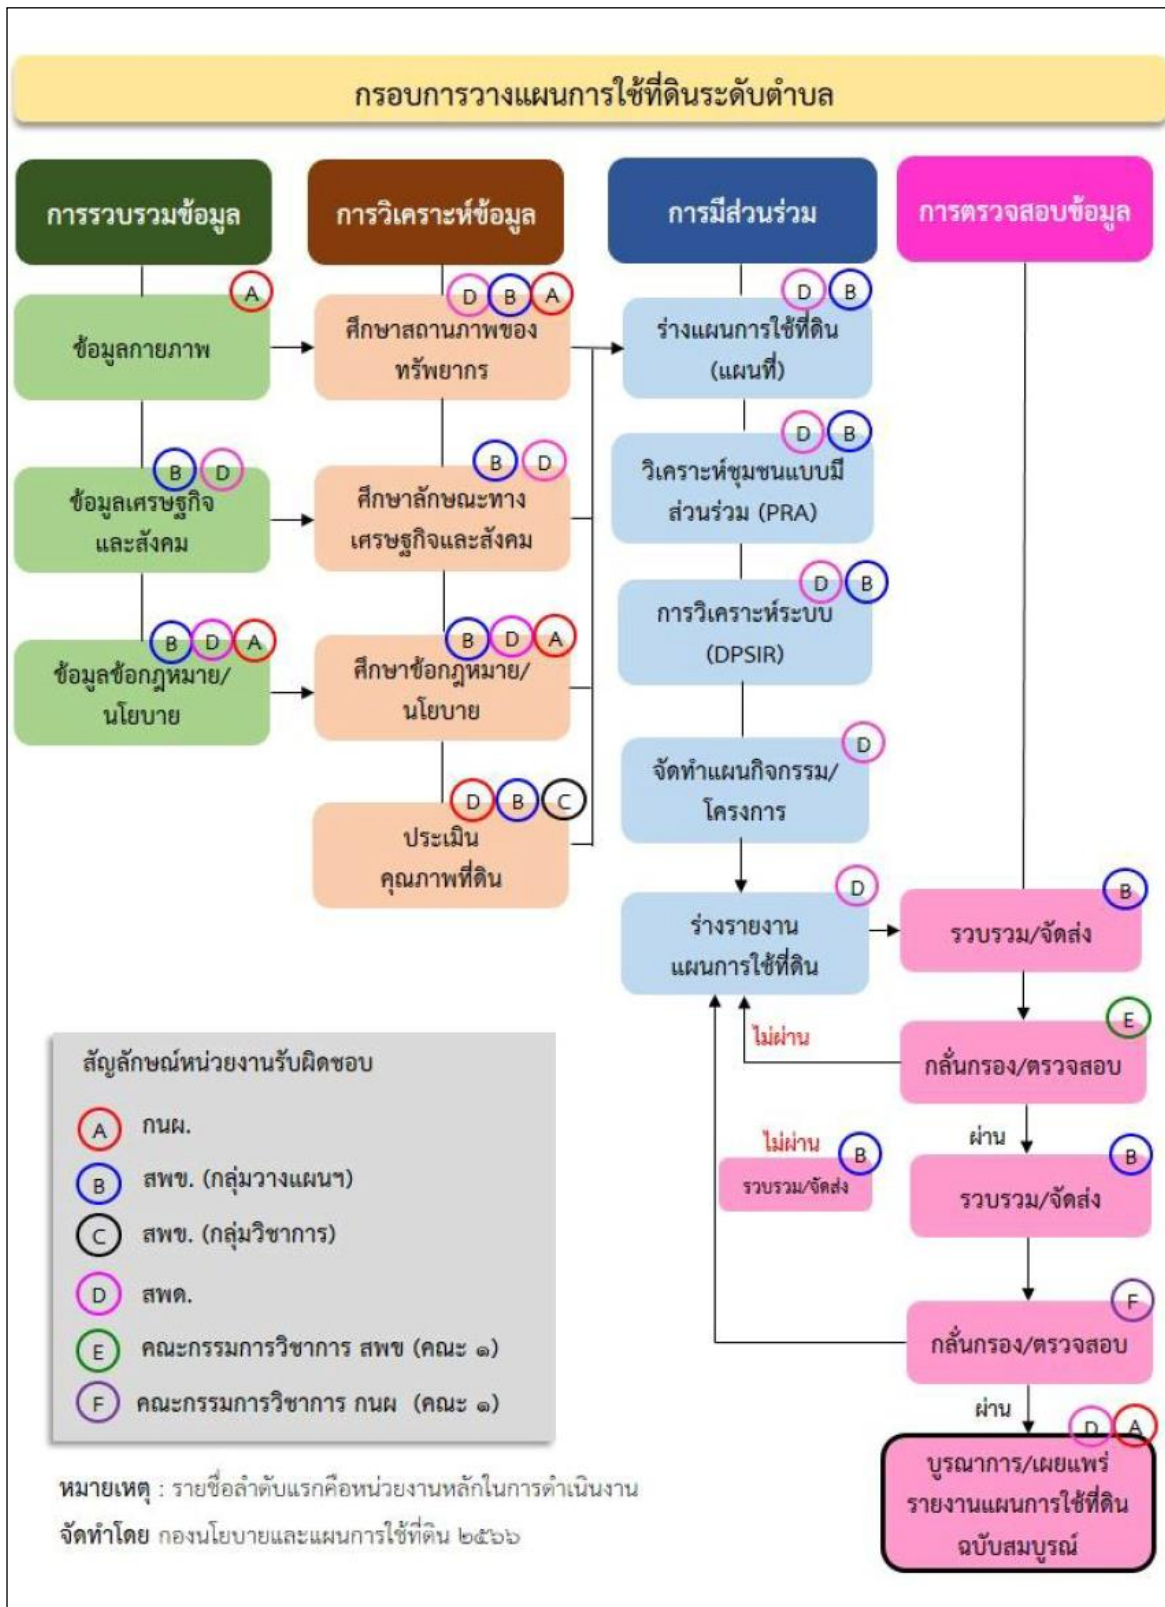 กรอบการวางแผนการใช้ที่ดินระดับตำบล
การรวบรวมข้อมูล
A
ข้อมูลกายภาพ
B D
ข้อมูลเศรษฐกิจ
และสังคม
B D A
ข้อมูลข้อกฎหมาย/
นโยบาย
การวิเคราะห์ข้อมูล
D B A
ศึกษาสถานภาพของ
ทรัพยากร
B D
ศึกษาลักษณะทาง
เศรษฐกิจและสังคม
B D A
ศึกษาข้อกฎหมาย/
นโยบาย
D B C
ประเมิน
คุณภาพที่ดิน
การมีส่วนร่วม
D B
ร่างแผนการใช้ที่ดิน
(แผนที่)
D B
วิเคราะห์ชุมชนแบบมี
ส่วนร่วม (PRA)
D B
การวิเคราะห์ระบบ
(DPSIR)
D
จัดทำแผนกิจกรรม/
โครงการ
D
ร่างรายงาน
แผนการใช้ที่ดิน
การตรวจสอบข้อมูล
B
รวบรวม/จัดส่ง
E
กลั่นกรอง/ตรวจสอบ
ไม่ผ่าน
ผ่าน
B
รวบรวม/จัดส่ง
F
กลั่นกรอง/ตรวจสอบ
ไม่ผ่าน
B
รวบรวม/จัดส่ง
ผ่าน
D A
บูรณาการ/เผยแพร่
รายงานแผนการใช้ที่ดิน
ฉบับสมบูรณ์
สัญลักษณ์หน่วยงานรับผิดชอบ
A กนผ.
B สพข. (กลุ่มวางแผนฯ)
C สพข. (กลุ่มวิชาการ)
D สพด.
E คณะกรรมการวิชาการ สพข (คณะ ๑)
F คณะกรรมการวิชาการ กนผ (คณะ ๑)
หมายเหตุ : รายชื่อลำดับแรกคือหน่วยงานหลักในการดำเนินงาน
จัดทำโดย กองนโยบายและแผนการใช้ที่ดิน ๒๕๖๖